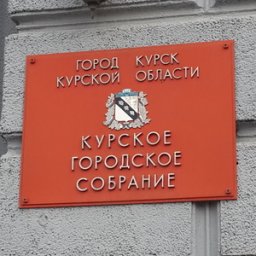 ГОРОД КУРСК
КУРСКОЙ ОБЛАСТИ
КУРСКОЕ
ГОРОДСКОЕ
СОБРАНИЕ